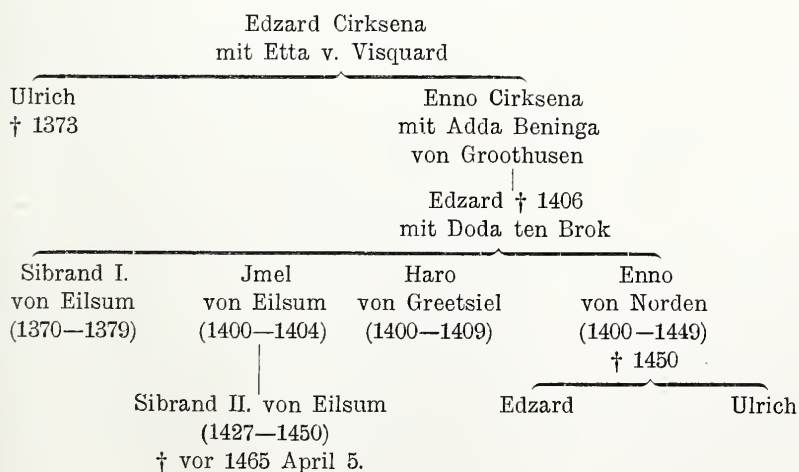 Edzard Cirksena
mit Etta v. Visquard
Ulrich
† 1373
Enno Cirksena
mit Adda Beninga
von Groothusen
Edzard † 1406
mit Doda ten Brok
Sibrand I.
von Eilsum
(1370—1379)
Jmel
von Eilsum
(1400—1404)
Haro
von Greetsiel
(1400—1409)
Enno
von Norden
(1400—1449)
† 1450
Sibrand II. von Eilsum
(1427—1450)
† vor 1465 April 5.
Edzard
Ulrich